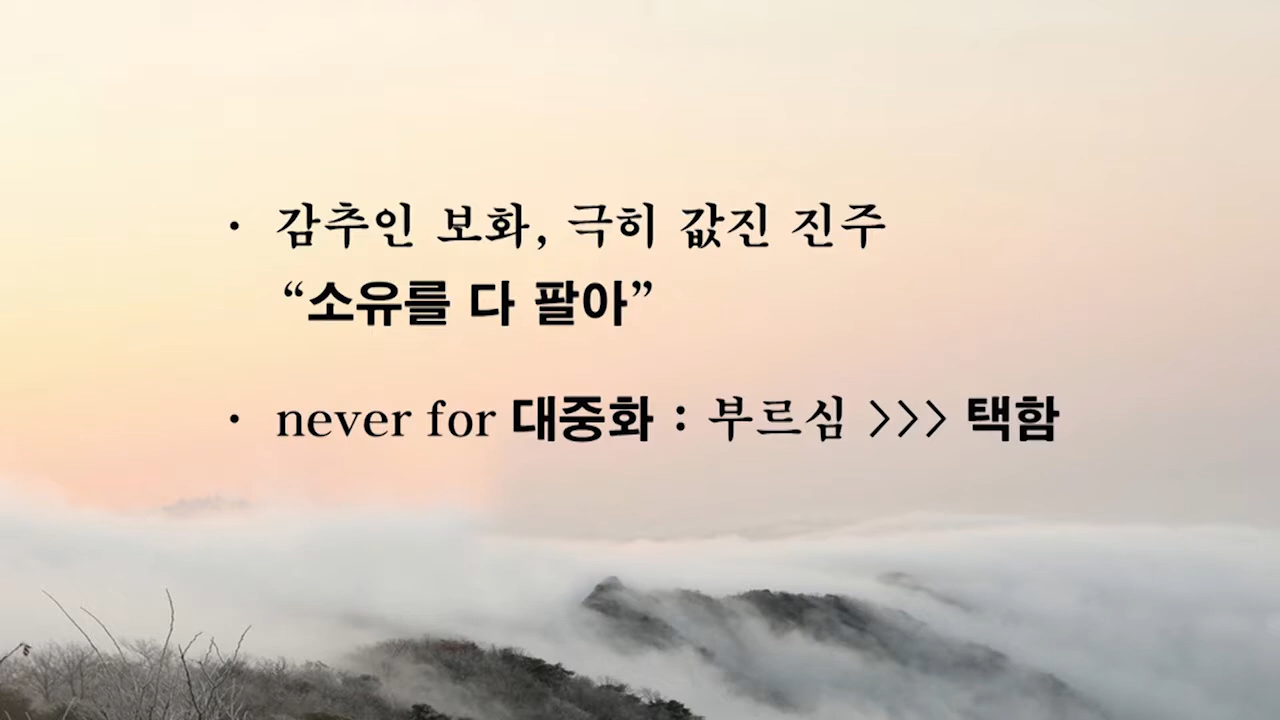 · 감추인 보화, 극히 값진 진주
“소유를 다 팔아”
· never for 대중화 : 부르심 >>> 택함